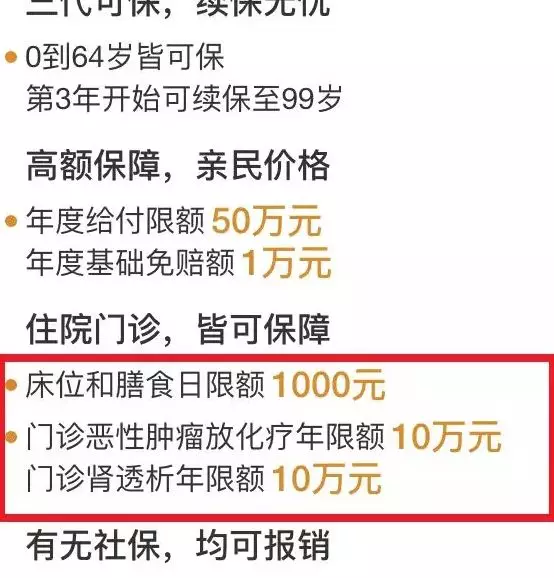 三代可保，续保无忧
0到64岁皆可保
第3年开始可续保至99岁
高额保障，亲民价格
年度给付限额 50万元
年度基础免赔额 1万元
住院门诊，皆可保障
床位和膳食日限额 1000元
门诊恶性肿瘤放化疗年限额 10万元
门诊肾透析年限额 10万元
有无社保，均可报销